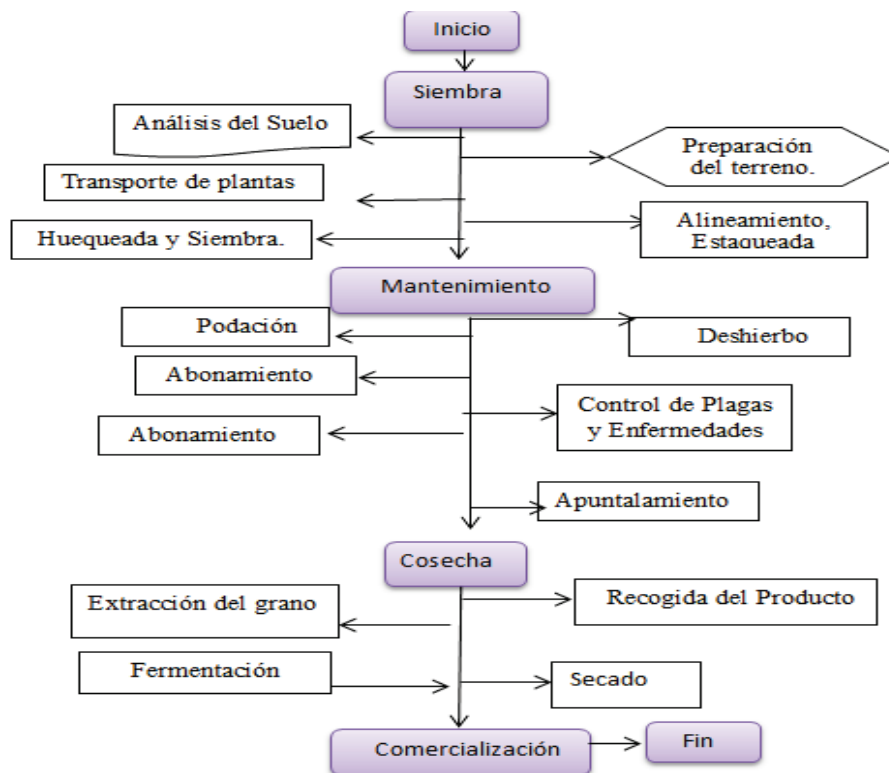 Inicio
Siembra
Análisis del Suelo
Preparación
del terreno.
Transporte de plantas
Alineamiento,
Estaqueada
Huequeada y Siembra.
Mantenimiento
Podación
Deshierbo
Abonamiento
Control de Plagas
y Enfermedades
Abonamiento
Apuntalamiento
Cosecha
Extracción del grano
Recogida del Producto
Fermentación
Secado
Comercialización
Fin